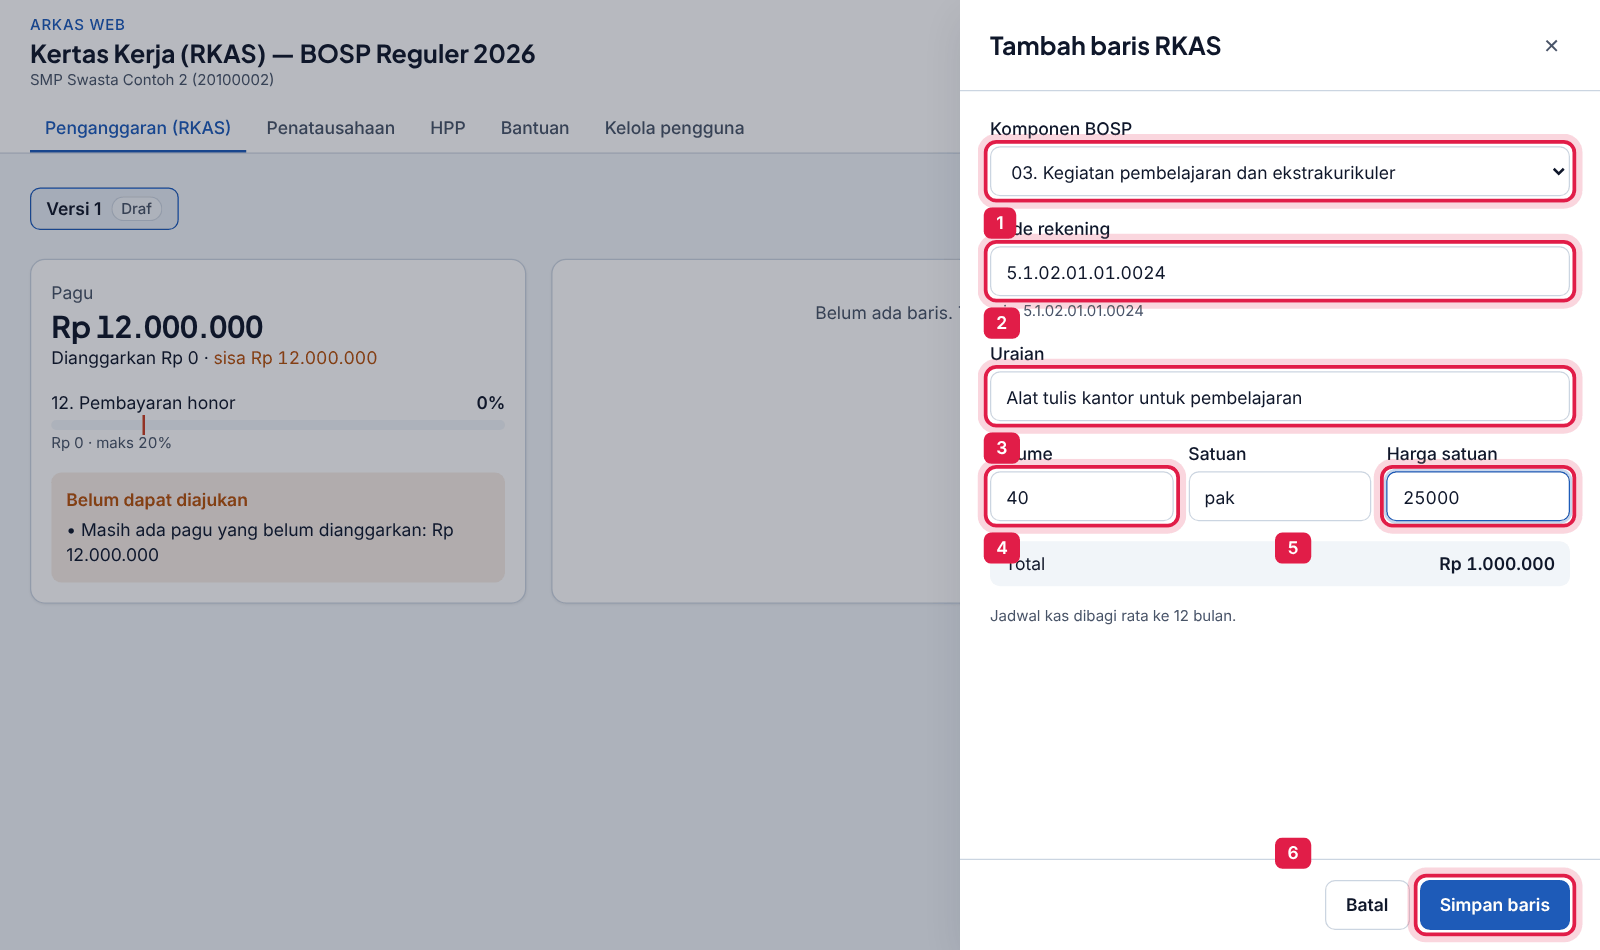 ARKAS WEB
Kertas Kerja (RKAS) — BOSP Reguler 2026
SMP Swasta Contoh 2 (20100002)
Penganggaran (RKAS)
Penatausahaan
HPP
Bantuan
Kelola pengguna
Versi 1
Draf
Pagu
Rp 12.000.000
Dianggarkan Rp 0 · sisa Rp 12.000.000
12. Pembayaran honor
0%
Rp 0 · maks 20%
Belum dapat diajukan
• Masih ada pagu yang belum dianggarkan: Rp
12.000.000
Belum ada baris.
Tambah baris RKAS
×
Komponen BOSP
03. Kegiatan pembelajaran dan ekstrakurikuler
1
de rekening
5.1.02.01.01.0024
2
5.1.02.01.01.0024
Uraian
Alat tulis kantor untuk pembelajaran
3
ume
Satuan
Harga satuan
40
pak
25000
4
5
Total
Rp 1.000.000
Jadwal kas dibagi rata ke 12 bulan.
6
Batal
Simpan baris